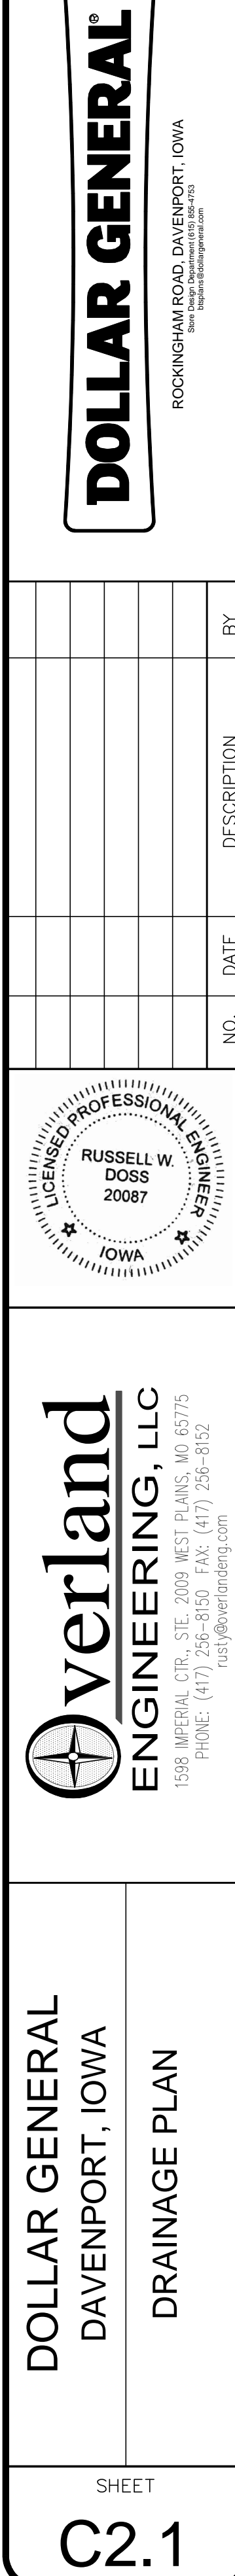 DOLLAR GENERAL®
ROCKINGHAM ROAD, DAVENPORT, IOWA
Store Design Department (615) 855-4753
btsplans@dollargeneral.com
NO. DATE DESCRIPTION BY
LICENSED PROFESSIONAL ENGINEER
RUSSELL W.
DOSS
20087
IOWA
Overland
ENGINEERING, LLC
1598 IMPERIAL CTR., STE. 2009 WEST PLAINS, MO 65775
PHONE: (417) 256-8150 FAX: (417) 256-8152
rusty@overlandeng.com
DOLLAR GENERAL
DAVENPORT, IOWA
DRAINAGE PLAN
SHEET
C2.1